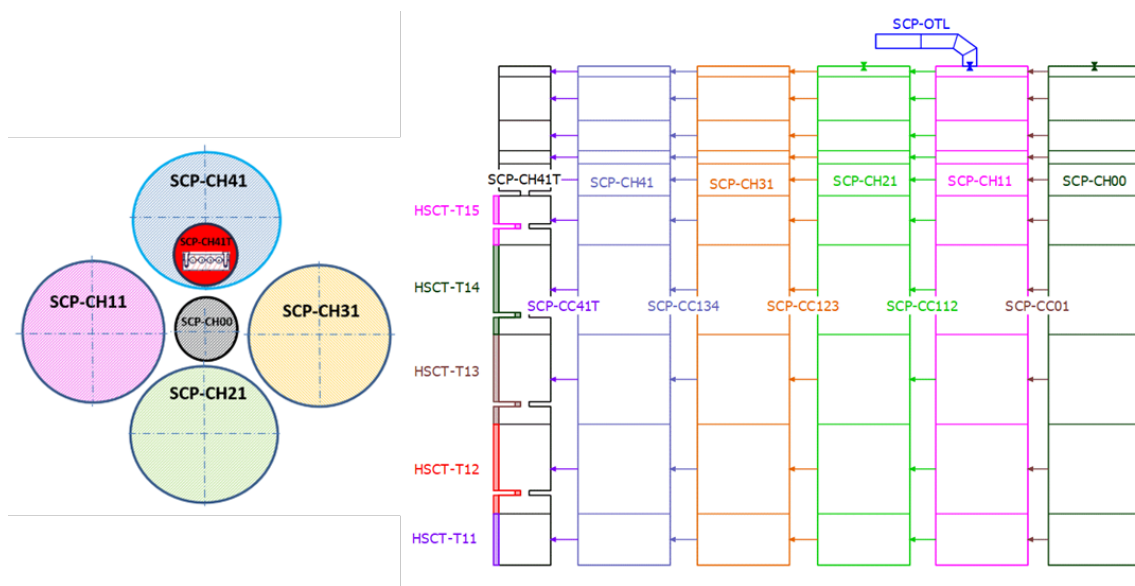 SCP-CH41
SCP-CH41T
SCP-CH11
SCP-CH00
SCP-CH31
SCP-CH21
SCP-OTL
SCP-CH41T
SCP-CH41
SCP-CH31
SCP-CH21
SCP-CH11
SCP-CH00
HSCT-T15
HSCT-T14
SCP-CC41T
SCP-CC134
SCP-CC123
SCP-CC112
SCP-CC01
HSCT-T13
HSCT-T12
HSCT-T11